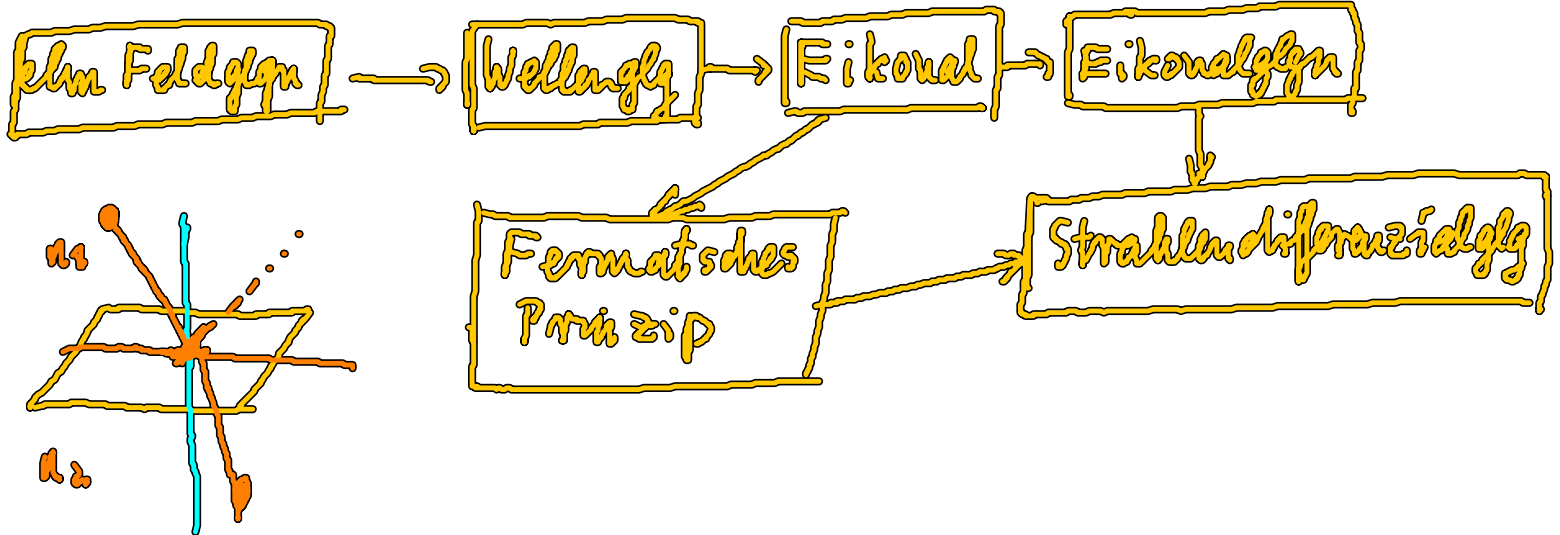 elm Feldglgn
Wellenglg
Eikonal
Eikonalglgn
Fermatsches
Prinzip
Strahlendifferenzialglg
n1
n2